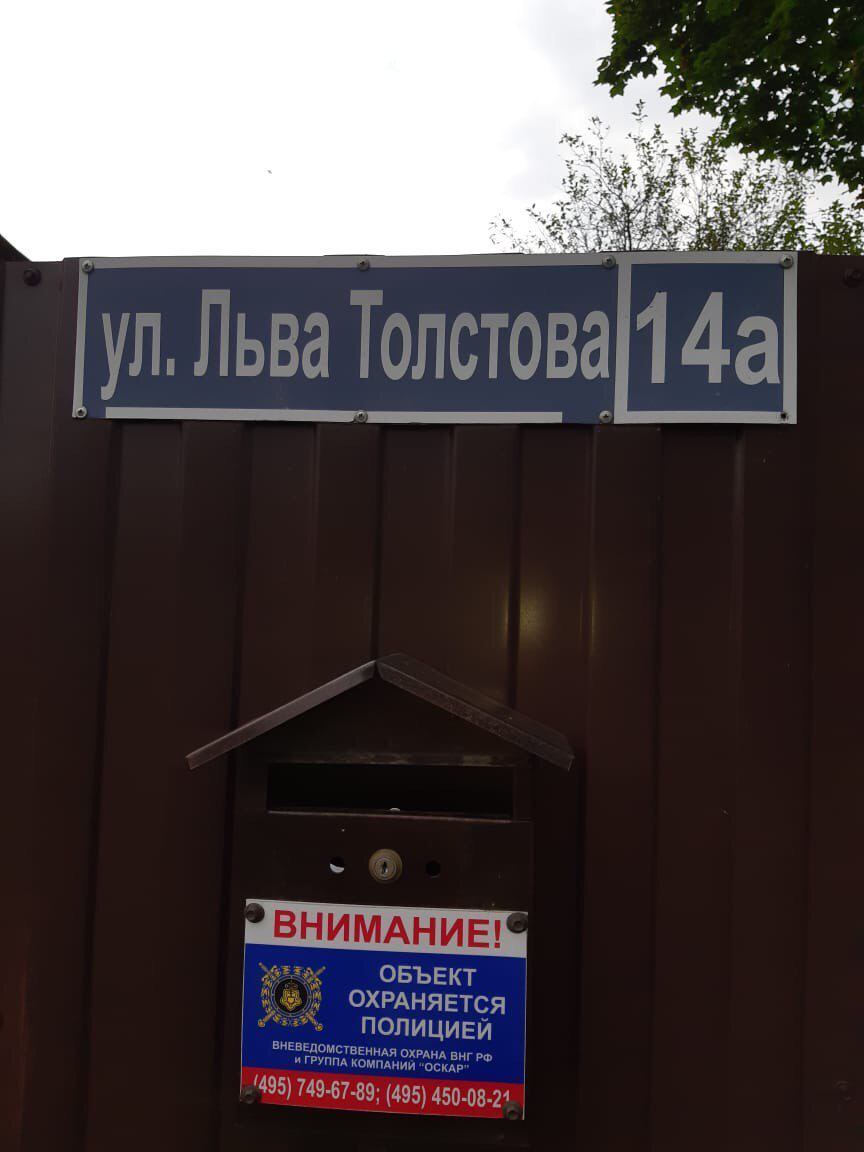 ул. Льва Толстова 14а
ВНИМАНИЕ!
ОБЪЕКТ
ОХРАНЯЕТСЯ
ПОЛИЦИЕЙ
ВНЕВЕДОМСТВЕННАЯ ОХРАНА ВНГ РФ
и ГРУППА КОМПАНИЙ "ОСКАР"
(495) 749-67-89; (495) 450-08-21